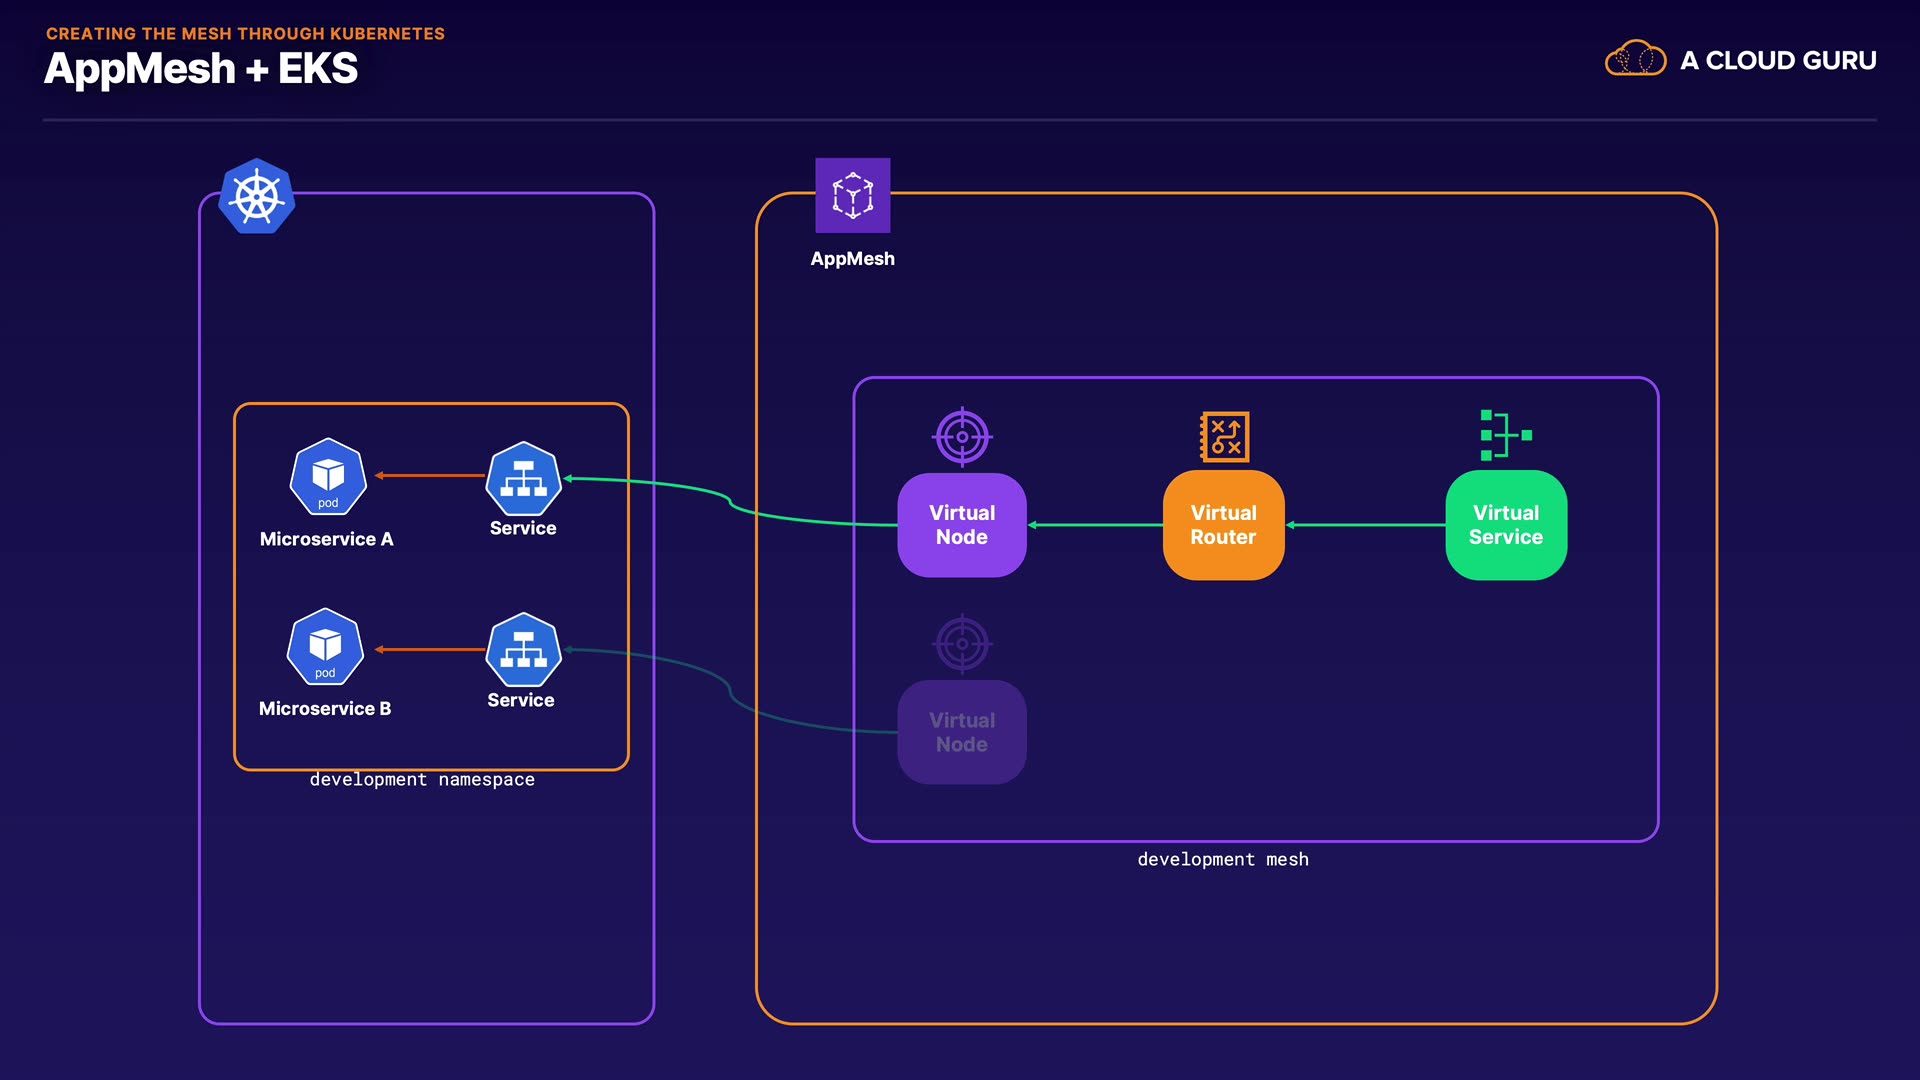 CREATING THE MESH THROUGH KUBERNETES
AppMesh + EKS
A CLOUD GURU
AppMesh
pod
Microservice A
Service
Virtual
Node
Virtual
Router
Virtual
Service
pod
Microservice B
Service
Virtual
Node
development namespace
development mesh